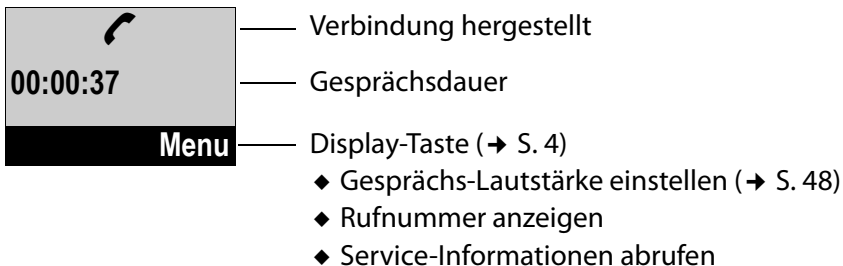 Verbindung hergestellt
00:00:37
Gesprächsdauer
Menu
Display-Taste (➔ S. 4)
◆ Gesprächs-Lautstärke einstellen (➔ S. 48)
◆ Rufnummer anzeigen
◆ Service-Informationen abrufen